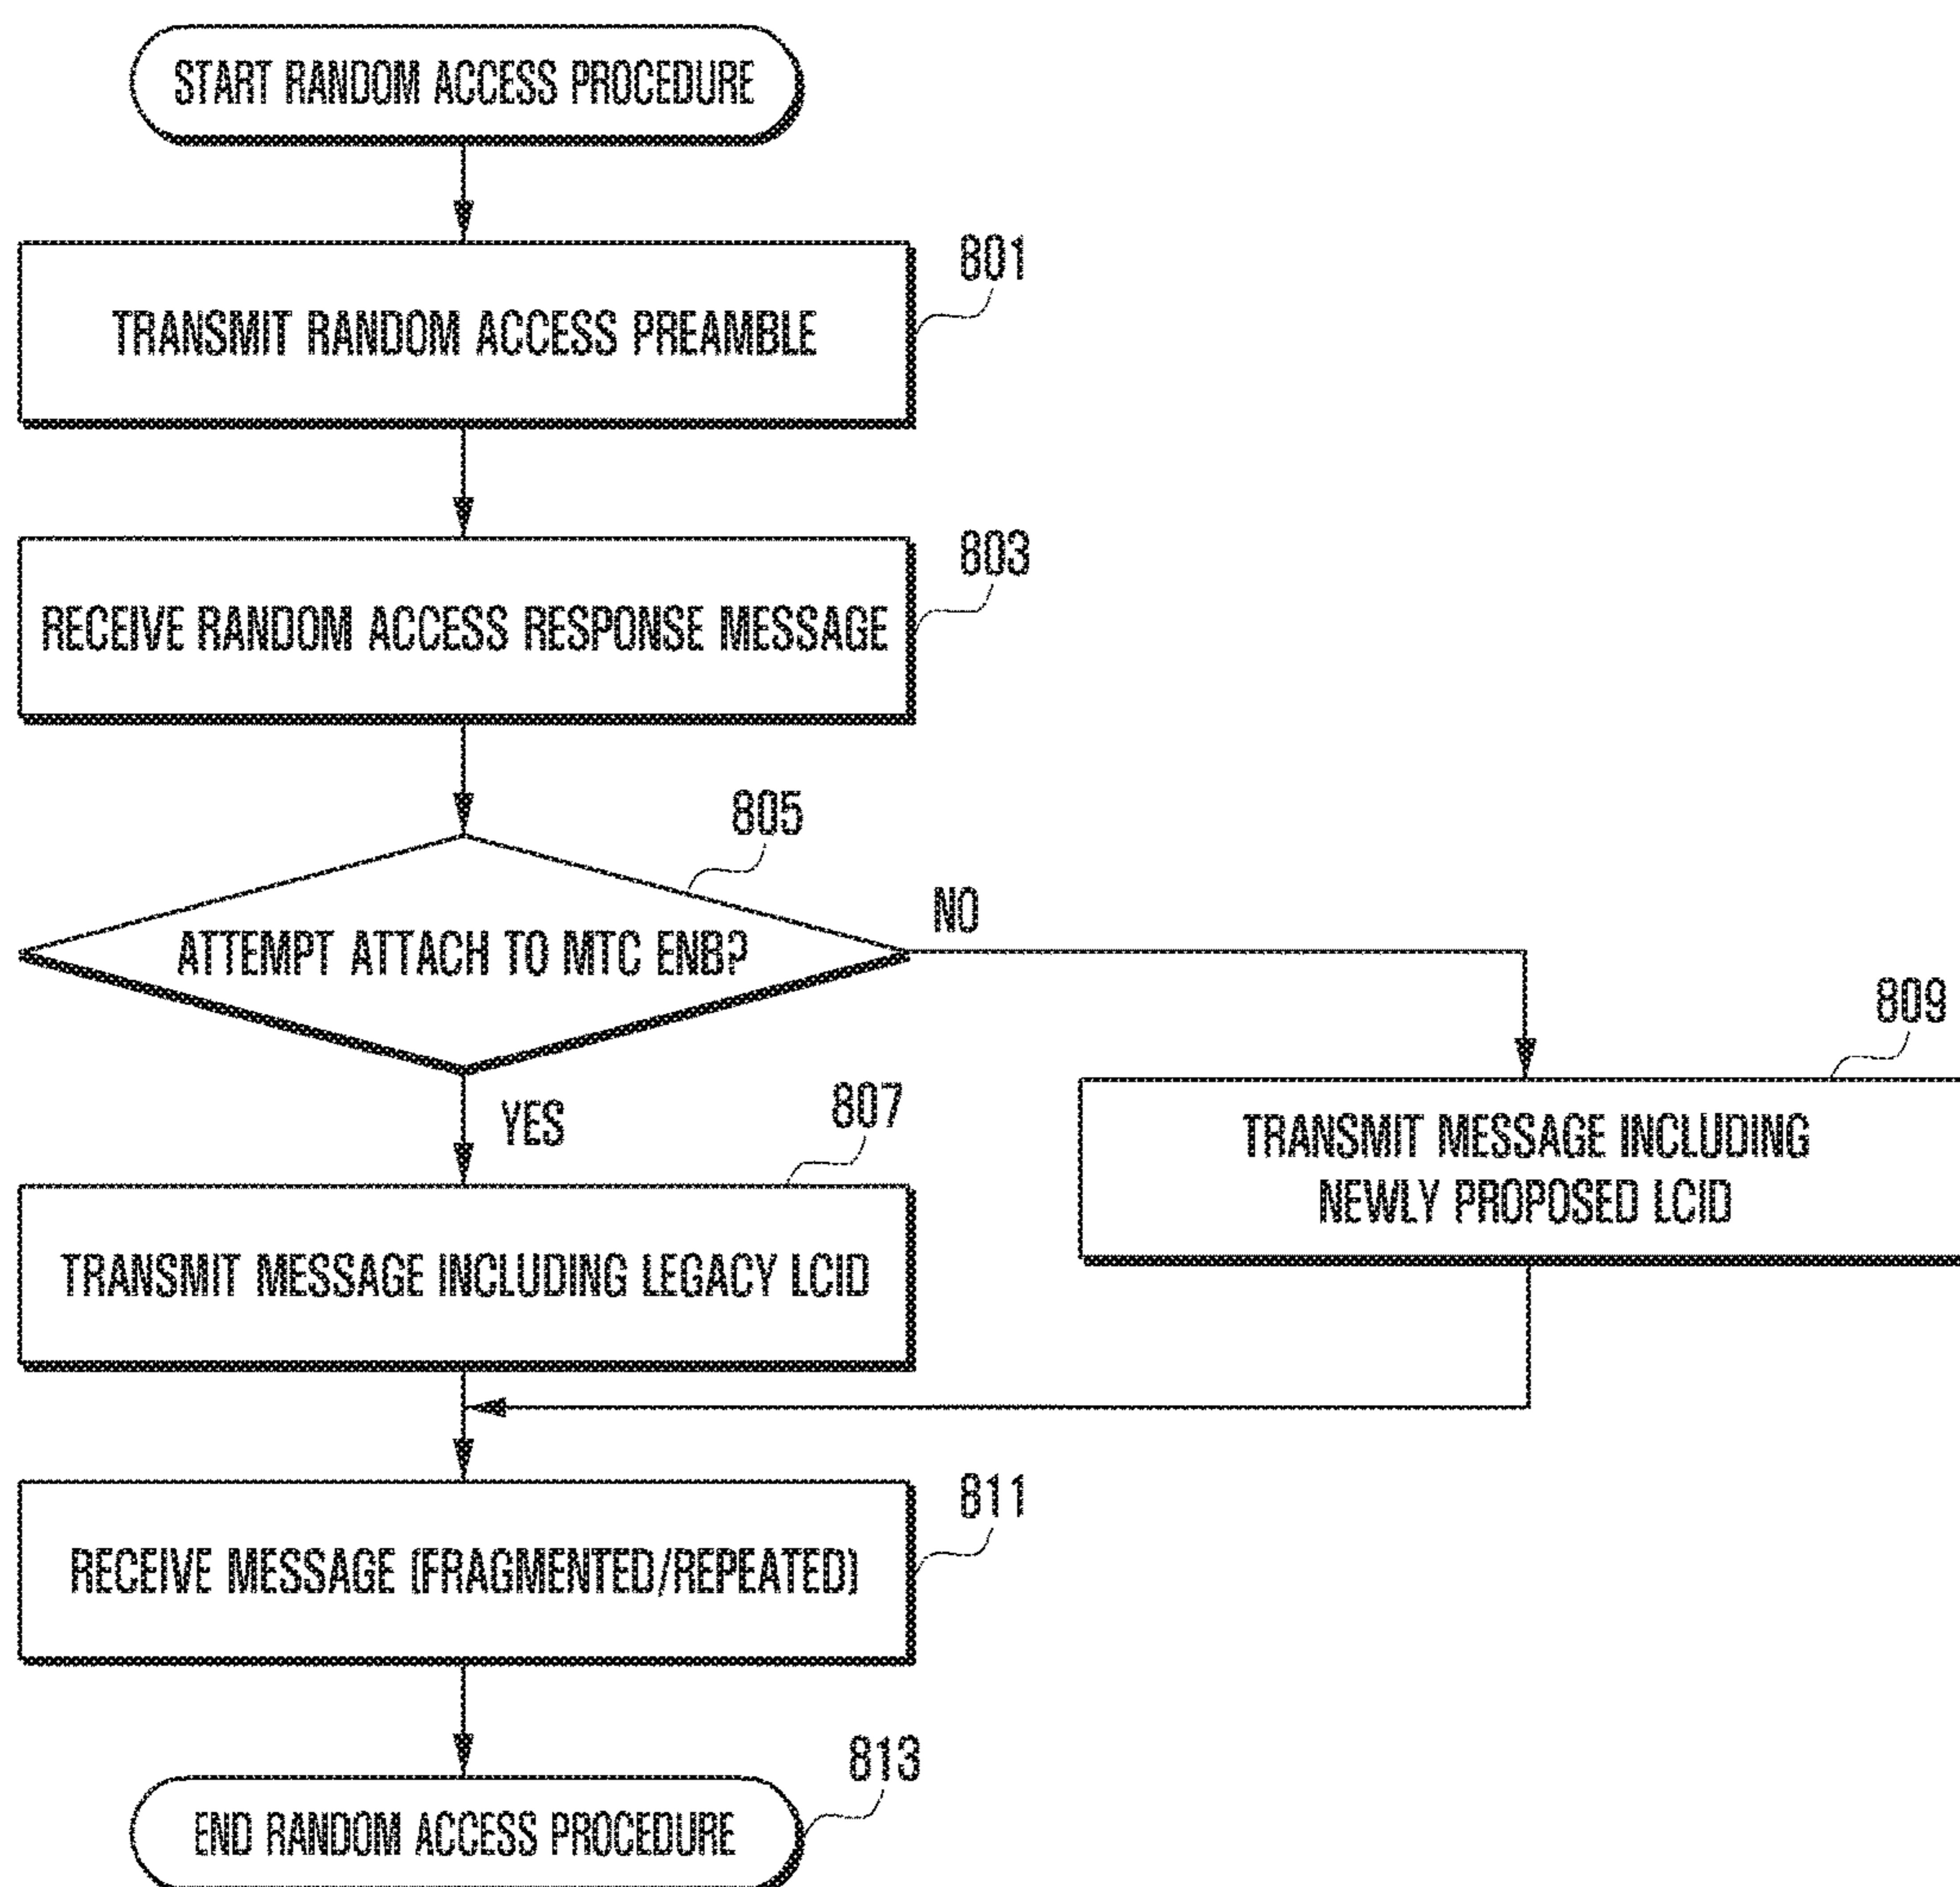 START RANDOM ACCESS PROCEDURE
801
TRANSMIT RANDOM ACCESS PREAMBLE
803
RECEIVE RANDOM ACCESS RESPONSE MESSAGE
805
ATTEMPT ATTACH TO MTC ENB?
NO
YES
807
TRANSMIT MESSAGE INCLUDING LEGACY LCID
809
TRANSMIT MESSAGE INCLUDING
NEWLY PROPOSED LCID
811
RECEIVE MESSAGE (FRAGMENTED/REPEATED)
813
END RANDOM ACCESS PROCEDURE